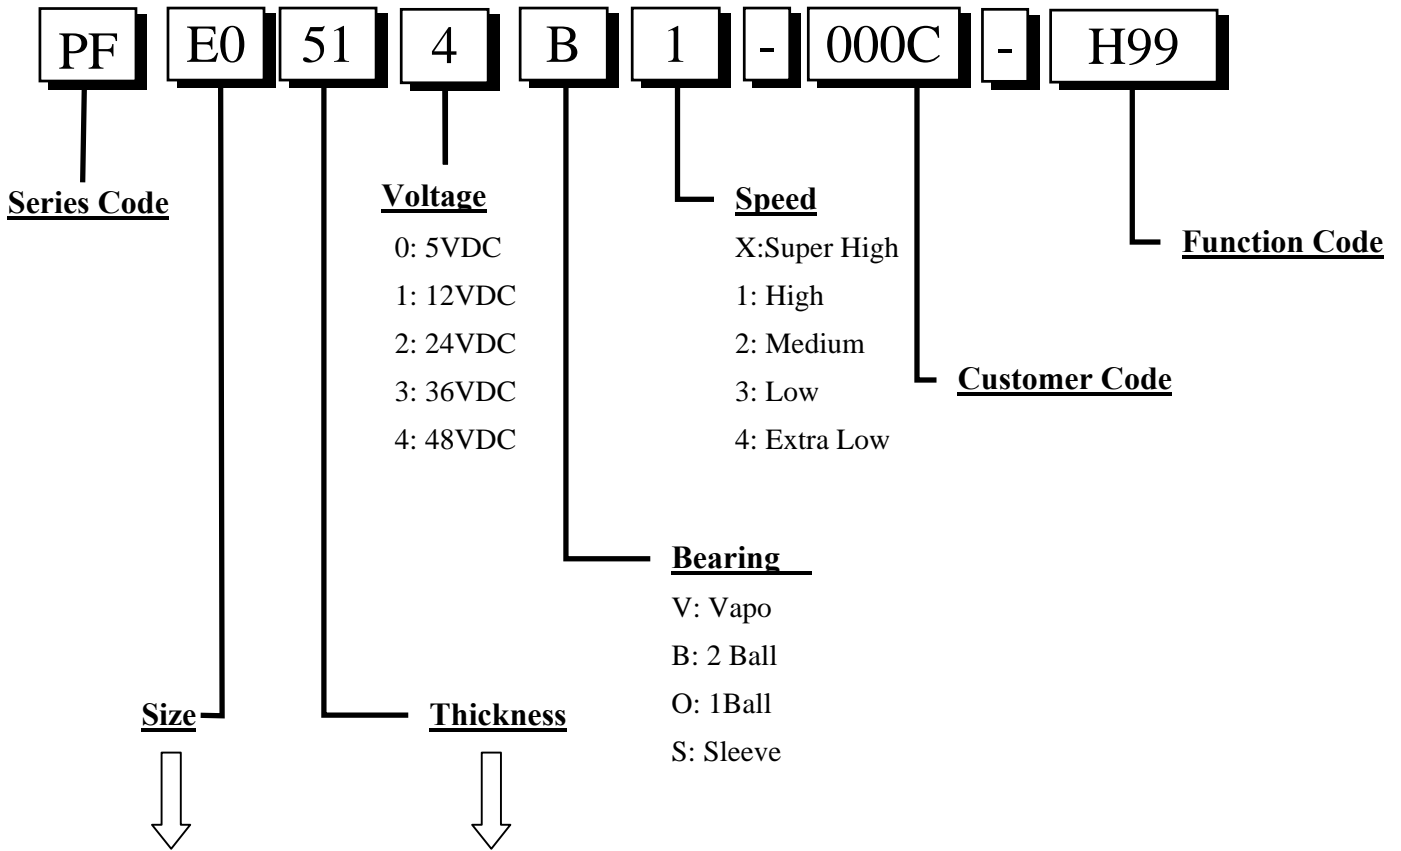 PF E0 51 4 B 1 - 000C - H99
Series Code
Voltage
0: 5VDC
1: 12VDC
2: 24VDC
3: 36VDC
4: 48VDC
Speed
X:Super High
1: High
2: Medium
3: Low
4: Extra Low
Function Code
Customer Code
Bearing
V: Vapo
B: 2 Ball
O: 1Ball
S: Sleeve
Size
Thickness